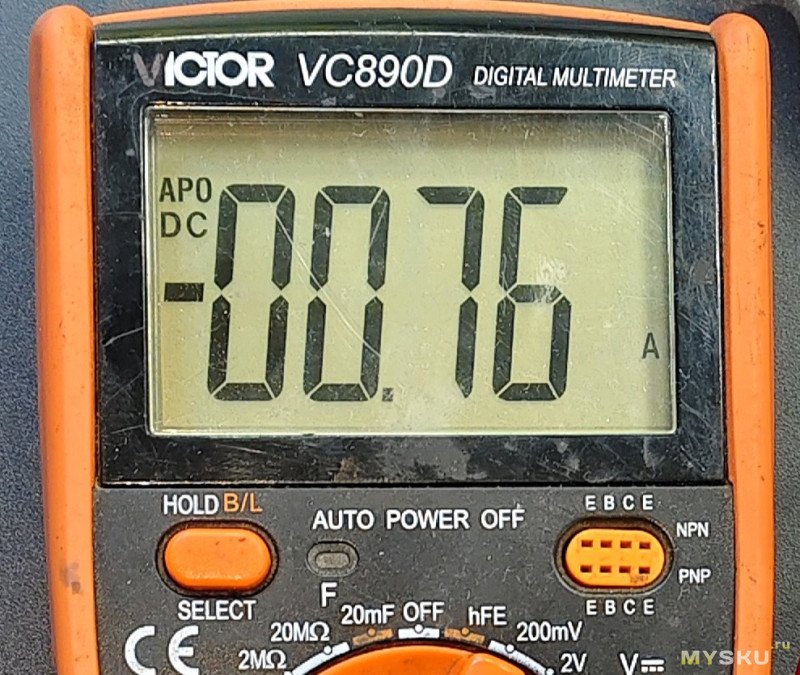 VICTOR VC890D DIGITAL MULTIMETER
APO
DC
-00.76
A
HOLD B/L
AUTO POWER OFF
E B C E
NPN
PNP
SELECT
E B C E
F
20mF OFF hFE
20MΩ 200mV
2MΩ 2V V⎓
CE
MYSKU.ru